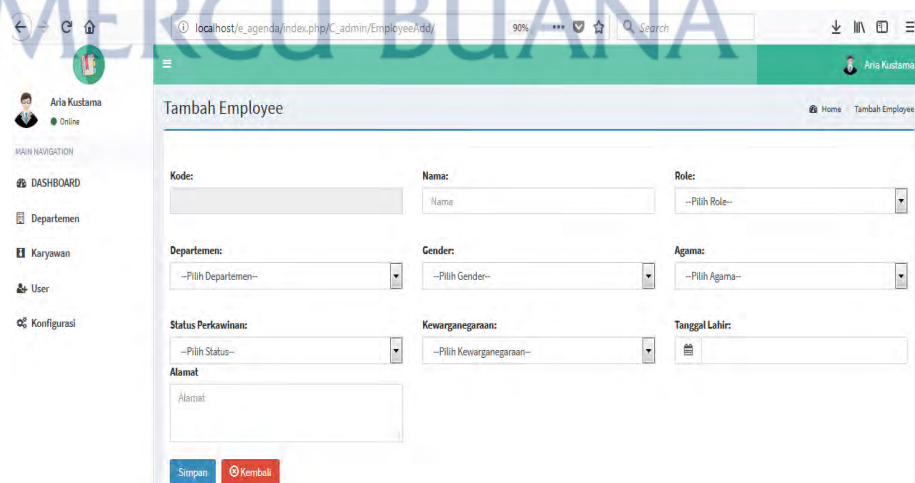 MERCU BUANA
localhost/e_agenda/index.php/C_admin/EmployeeAdd/
90%
Search
Aria Kustama
Aria Kustama
Online
MAIN NAVIGATION
DASHBOARD
Departemen
Karyawan
User
Konfigurasi
Tambah Employee
Home
Tambah Employee
Kode:
Nama:
Role:
Nama
--Pilih Role--
Departemen:
Gender:
Agama:
--Pilih Departemen--
--Pilih Gender--
--Pilih Agama--
Status Perkawinan:
Kewarganegaraan:
Tanggal Lahir:
--Pilih Status--
--Pilih Kewarganegaraan--
Alamat
Alamat
Simpan
Kembali